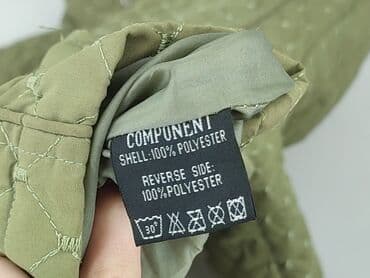 COMPONENT
SHELL:100% POLYESTER
REVERSE SIDE:
100%POLYESTER
30°